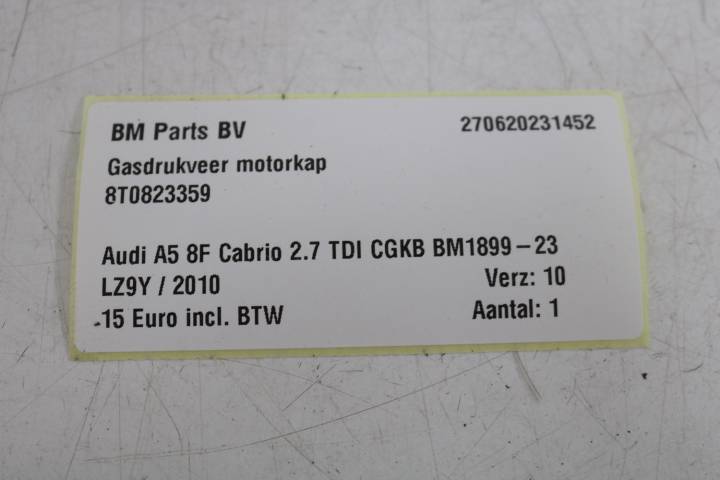 BM Parts BV 270620231452
Gasdrukveer motorkap
8T0823359
Audi A5 8F Cabrio 2.7 TDI CGKB BM1899-23
LZ9Y / 2010 Verz: 10
15 Euro incl. BTW Aantal: 1